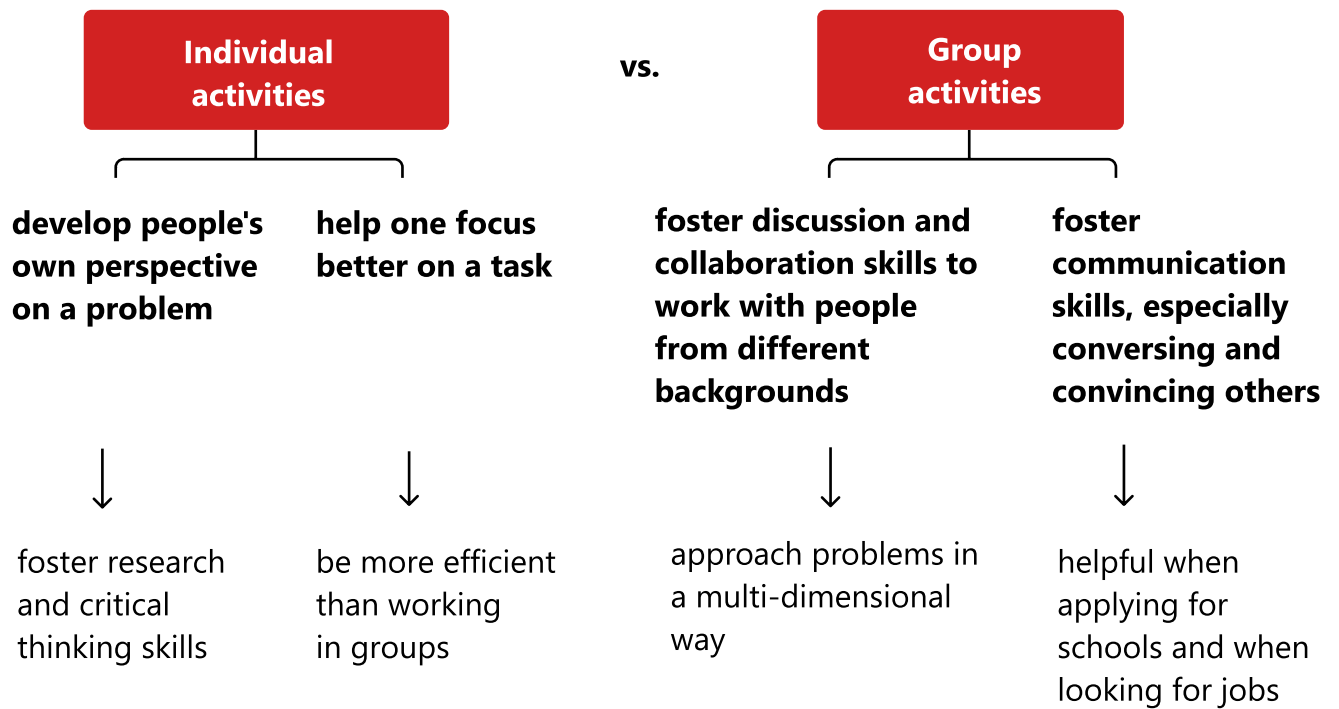 Individual
activities
vs.
Group
activities
develop people's
own perspective
on a problem
help one focus
better on a task
foster discussion and
collaboration skills to
work with people
from different
backgrounds
foster
communication
skills, especially
conversing and
convincing others
foster research
and critical
thinking skills
be more efficient
than working
in groups
approach problems in
a multi-dimensional
way
helpful when
applying for
schools and when
looking for jobs